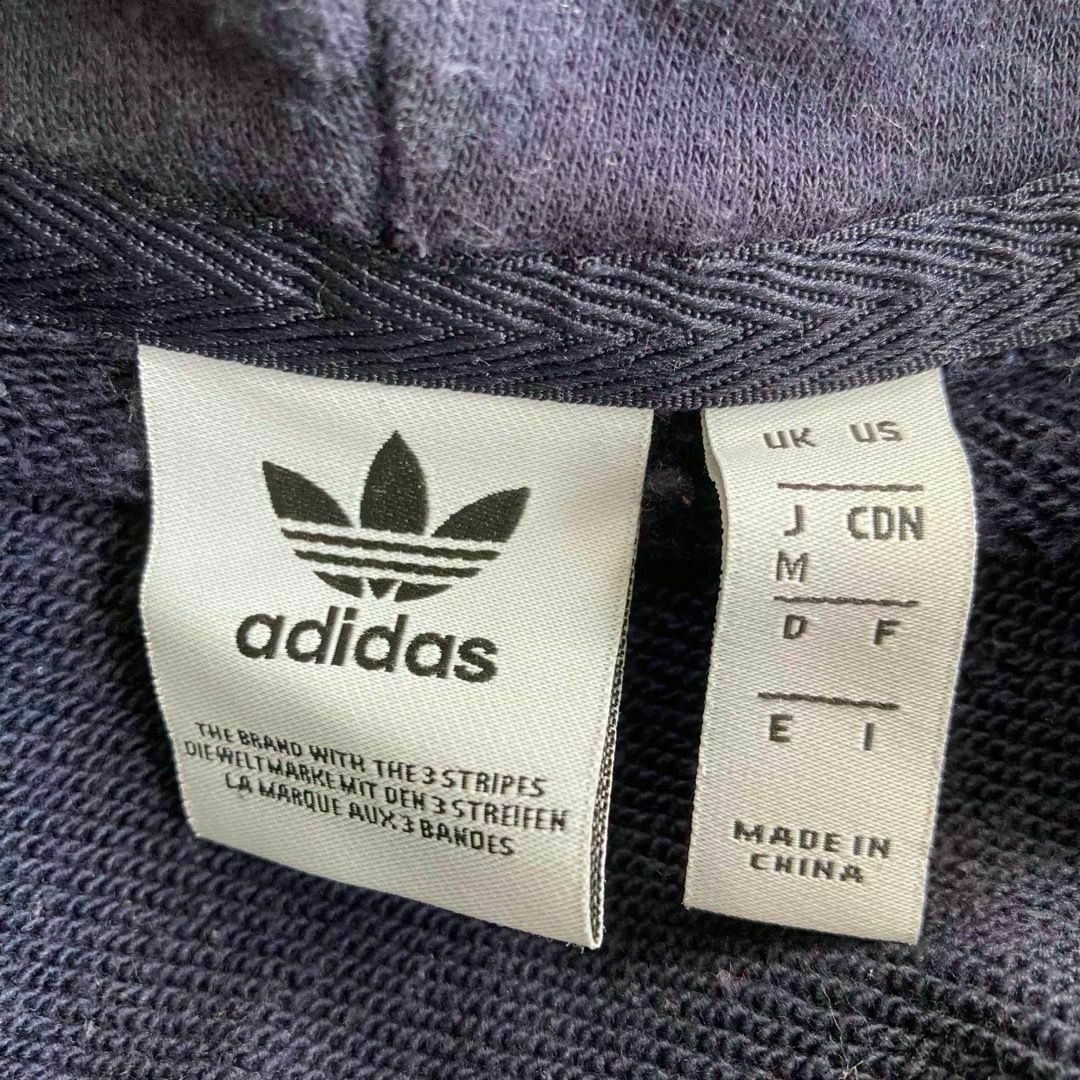 adidas
THE BRAND WITH THE 3 STRIPES
DIE WELTMARKE MIT DEN 3 STREIFEN
LA MARQUE AUX 3 BANDES
UK US
J CDN
M
D F
E I
MADE IN
CHINA